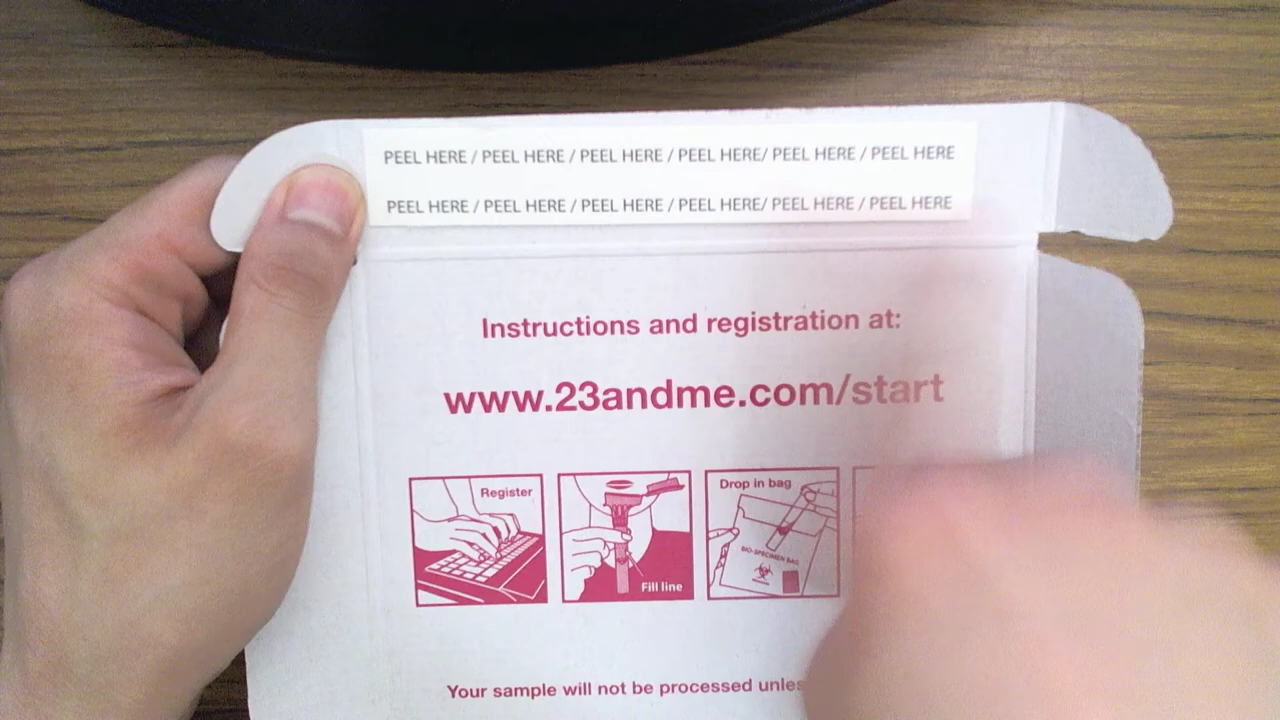 PEEL HERE / PEEL HERE / PEEL HERE / PEEL HERE/ PEEL HERE / PEEL HERE
PEEL HERE / PEEL HERE / PEEL HERE / PEEL HERE/ PEEL HERE / PEEL HERE
Instructions and registration at:
www.23andme.com/start
Register
Fill line
Drop in bag
BIO-SPECIMEN BAG
Your sample will not be processed